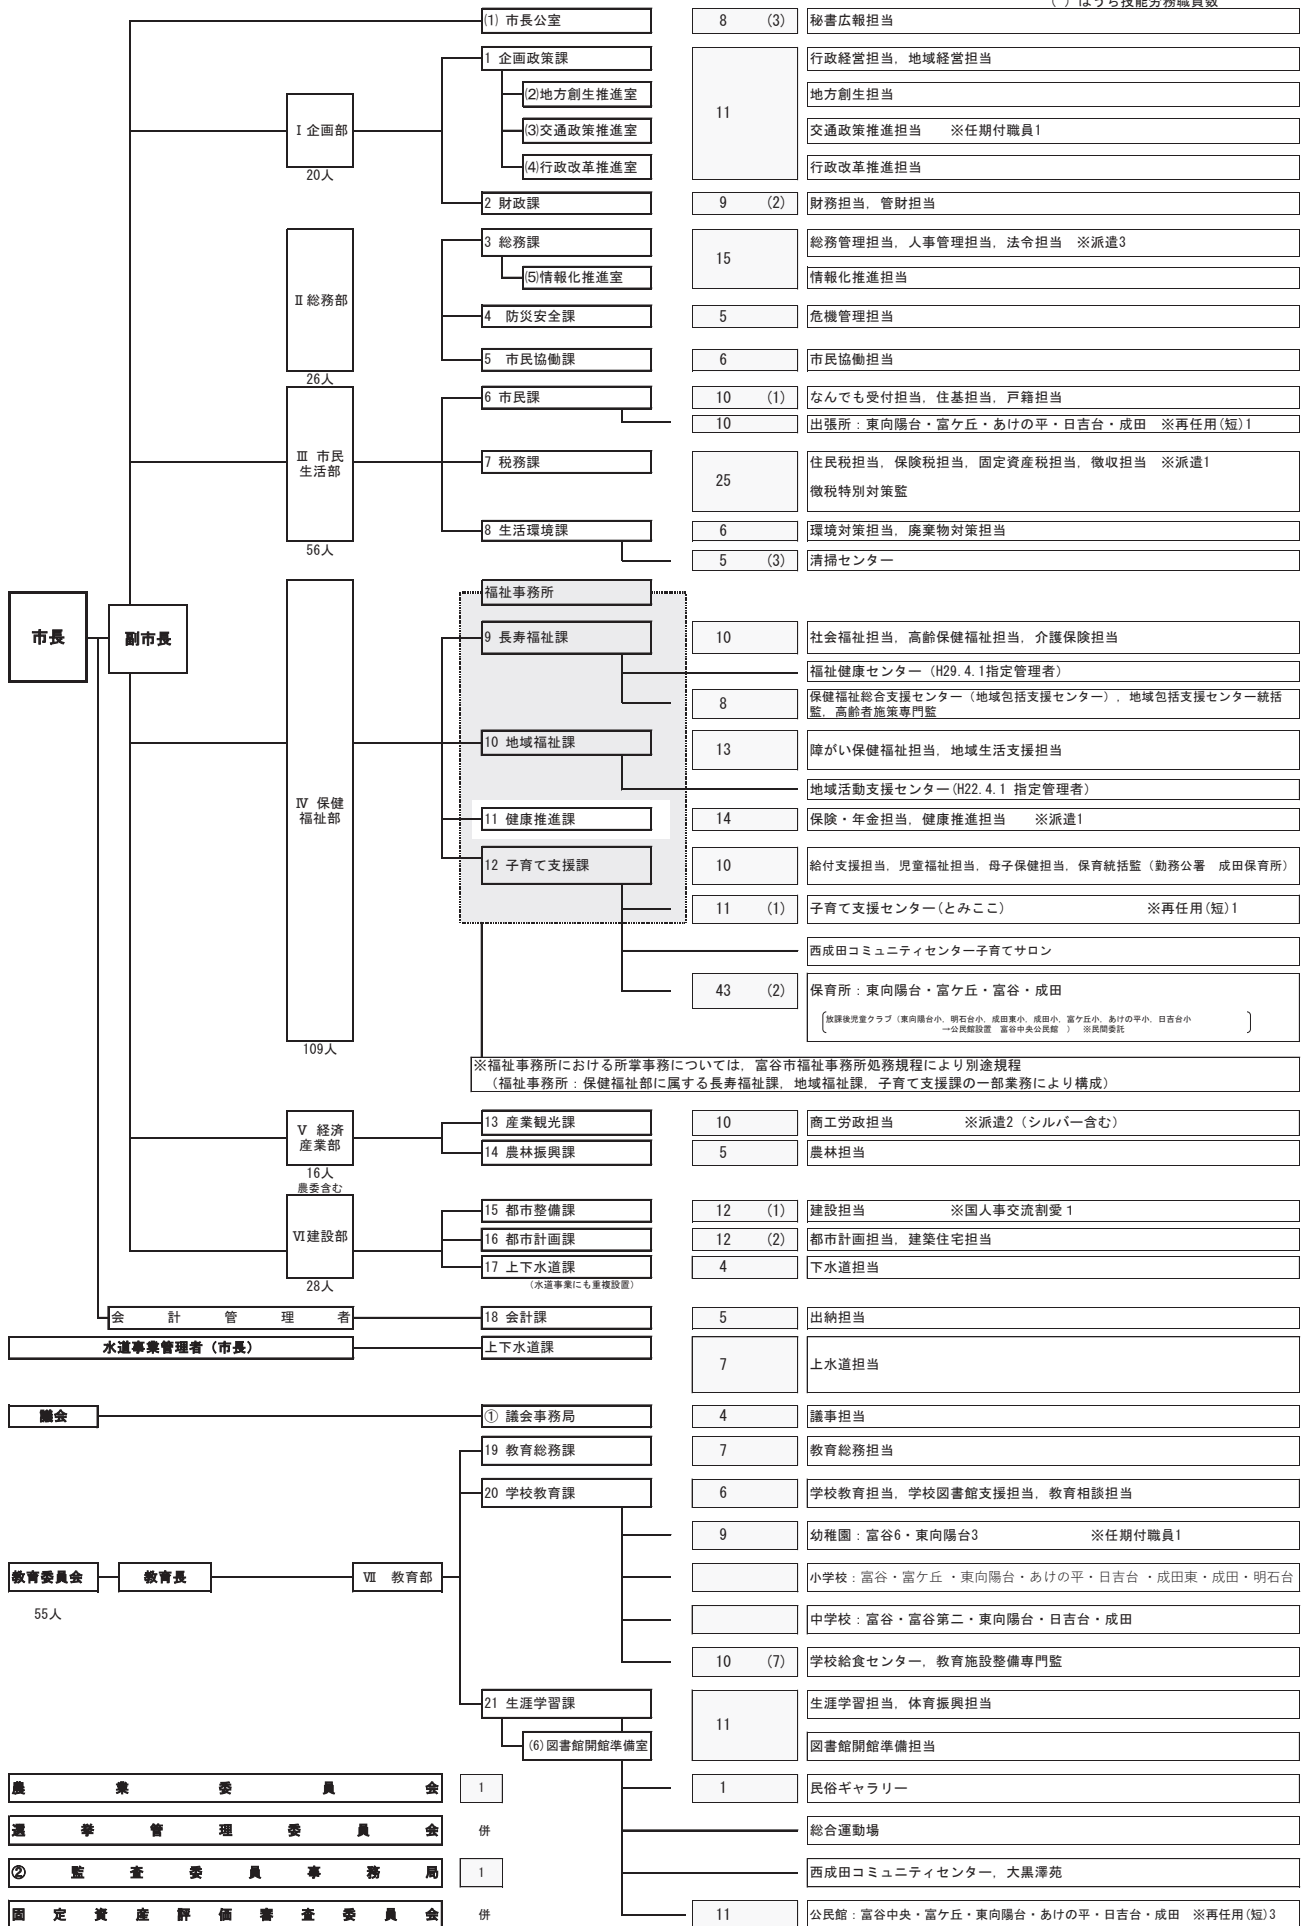 ( ) はうち技能労務職員数
(1) 市長公室 8 (3) 秘書広報担当
1 企画政策課 11 行政経営担当，地域経営担当
(2)地方創生推進室 地方創生担当
Ⅰ 企画部
(3)交通政策推進室 交通政策推進担当 ※任期付職員1
(4)行政改革推進室 行政改革推進担当
20人
2 財政課 9 (2) 財務担当，管財担当
3 総務課 15 総務管理担当，人事管理担当，法令担当 ※派遣3
(5)情報化推進室 情報化推進担当
Ⅱ 総務部
4 防災安全課 5 危機管理担当
5 市民協働課 6 市民協働担当
26人
6 市民課 10 (1) なんでも受付担当，住基担当，戸籍担当
10 出張所：東向陽台・富ケ丘・あけの平・日吉台・成田 ※再任用(短)1
Ⅲ 市民
生活部
7 税務課 25 住民税担当，保険税担当，固定資産税担当，徴収担当 ※派遣1
徴税特別対策監
8 生活環境課 6 環境対策担当，廃棄物対策担当
56人
5 (3) 清掃センター
福祉事務所
市長 副市長
9 長寿福祉課 10 社会福祉担当，高齢保健福祉担当，介護保険担当
福祉健康センター（H29.4.1指定管理者）
8 保健福祉総合支援センター（地域包括支援センター），地域包括支援センター統括
監，高齢者施策専門監
10 地域福祉課 13 障がい保健福祉担当，地域生活支援担当
地域活動支援センター(H22.4.1 指定管理者)
Ⅳ 保健
福祉部
11 健康推進課 14 保険・年金担当，健康推進担当 ※派遣1
12 子育て支援課 10 給付支援担当，児童福祉担当，母子保健担当，保育統括監（勤務公署 成田保育所）
11 (1) 子育て支援センター(とみここ) ※再任用(短)1
西成田コミュニティセンター子育てサロン
43 (2) 保育所：東向陽台・富ケ丘・富谷・成田
放課後児童クラブ（東向陽台小，明石台小，成田東小，成田小，富ケ丘小，あけの平小，日吉台小
→公民館設置 富谷中央公民館 ） ※民間委託
109人
※福祉事務所における所掌事務については，富谷市福祉事務所処務規程により別途規程
（福祉事務所：保健福祉部に属する長寿福祉課，地域福祉課，子育て支援課の一部業務により構成）
Ⅴ 経済
産業部
13 産業観光課 10 商工労政担当 ※派遣2（シルバー含む）
14 農林振興課 5 農林担当
16人
農委含む
15 都市整備課 12 (1) 建設担当 ※国人事交流割愛 1
Ⅵ建設部
16 都市計画課 12 (2) 都市計画担当，建築住宅担当
17 上下水道課 4 下水道担当
（水道事業にも重複設置）
28人
会計管理者 18 会計課 5 出納担当
水道事業管理者（市長） 上下水道課 7 上水道担当
議会 ① 議会事務局 4 議事担当
19 教育総務課 7 教育総務担当
20 学校教育課 6 学校教育担当，学校図書館支援担当，教育相談担当
9 幼稚園：富谷6・東向陽台3 ※任期付職員1
教育委員会 教育長 Ⅶ 教育部
小学校：富谷・富ケ丘 ・東向陽台・あけの平・日吉台 ・成田東・成田・明石台
55人
中学校：富谷・富谷第二・東向陽台・日吉台・成田
10 (7) 学校給食センター，教育施設整備専門監
21 生涯学習課 11 生涯学習担当，体育振興担当
(6)図書館開館準備室 図書館開館準備担当
農業委員会 1
1 民俗ギャラリー
選挙管理委員会 併
総合運動場
② 監査委員事務局 1
西成田コミュニティセンター，大黒澤苑
固定資産評価審査委員会 併
11 公民館：富谷中央・富ケ丘・東向陽台・あけの平・日吉台・成田 ※再任用(短)3